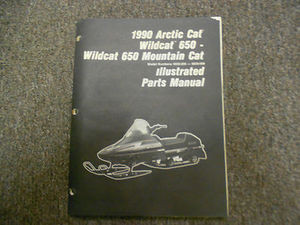 1990 Arctic Cat
Wildcat 650 -
Wildcat 650 Mountain Cat
Illustrated
Parts Manual